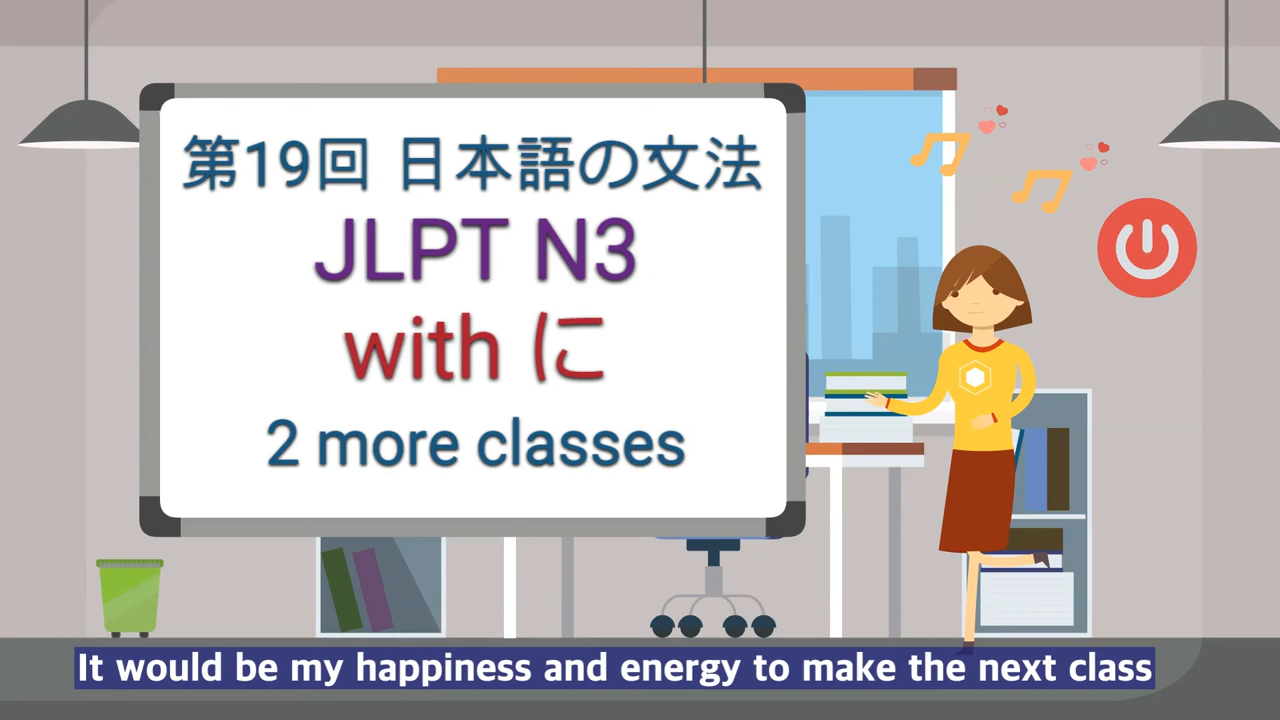 第19回 日本語の文法
JLPT N3
with に
2 more classes
It would be my happiness and energy to make the next class